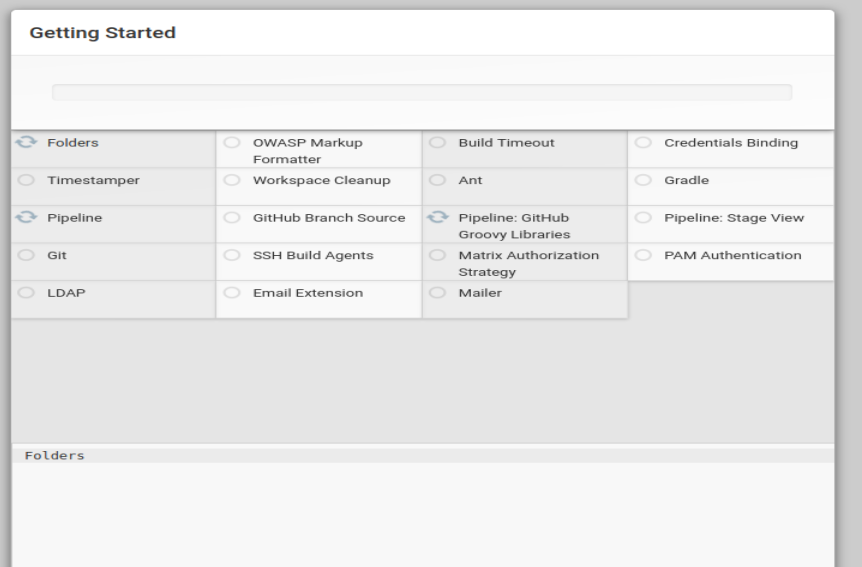 Getting Started
Folders
OWASP Markup
Formatter
Build Timeout
Credentials Binding
Timestamper
Workspace Cleanup
Ant
Gradle
Pipeline
GitHub Branch Source
Pipeline: GitHub
Groovy Libraries
Pipeline: Stage View
Git
SSH Build Agents
Matrix Authorization
Strategy
PAM Authentication
LDAP
Email Extension
Mailer
Folders